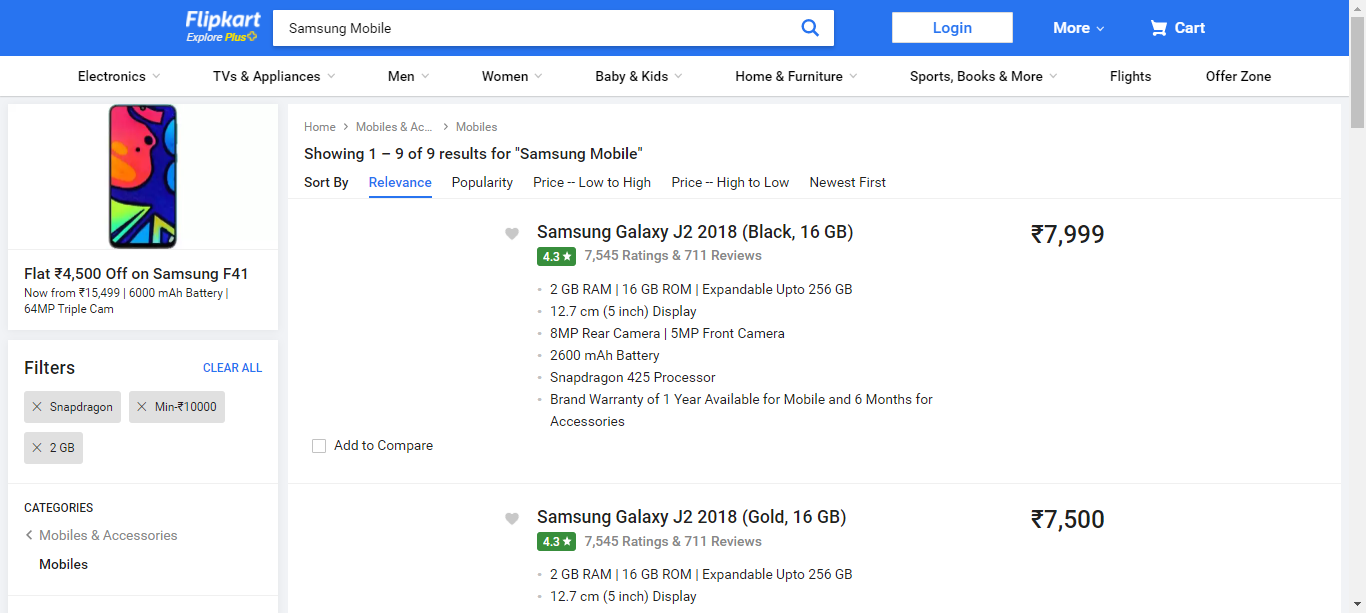 Flipkart
Explore Plus
Samsung Mobile
Login
More
Cart
Electronics
TVs & Appliances
Men
Women
Baby & Kids
Home & Furniture
Sports, Books & More
Flights
Offer Zone
Flat ₹4,500 Off on Samsung F41
Now from ₹15,499 | 6000 mAh Battery |
64MP Triple Cam
Filters
CLEAR ALL
Snapdragon
Min-₹10000
2 GB
CATEGORIES
Mobiles & Accessories
Mobiles
Home
Mobiles & Ac...
Mobiles
Showing 1 – 9 of 9 results for "Samsung Mobile"
Sort By
Relevance
Popularity
Price -- Low to High
Price -- High to Low
Newest First
Samsung Galaxy J2 2018 (Black, 16 GB)
₹7,999
4.3 ★ 7,545 Ratings & 711 Reviews
2 GB RAM | 16 GB ROM | Expandable Upto 256 GB
12.7 cm (5 inch) Display
8MP Rear Camera | 5MP Front Camera
2600 mAh Battery
Snapdragon 425 Processor
Brand Warranty of 1 Year Available for Mobile and 6 Months for
Accessories
Add to Compare
Samsung Galaxy J2 2018 (Gold, 16 GB)
₹7,500
4.3 ★ 7,545 Ratings & 711 Reviews
2 GB RAM | 16 GB ROM | Expandable Upto 256 GB
12.7 cm (5 inch) Display